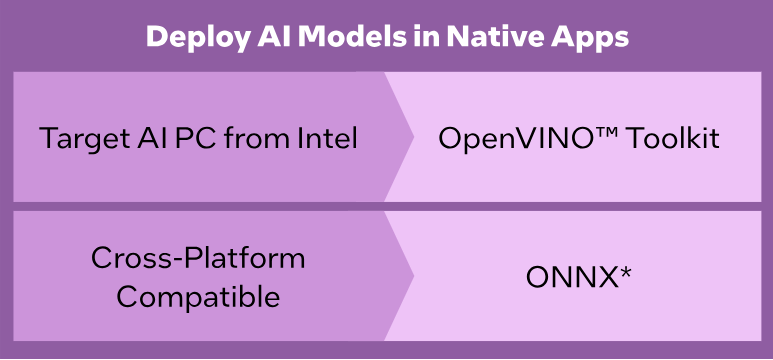 Deploy AI Models in Native Apps
Target AI PC from Intel
OpenVINO™ Toolkit
Cross-Platform
Compatible
ONNX*